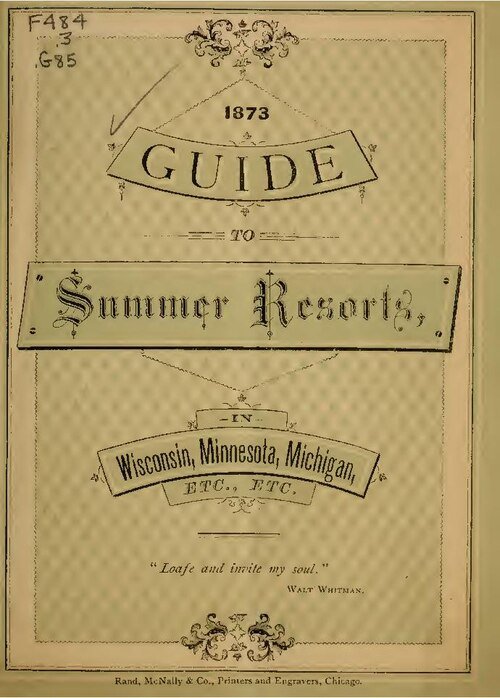 F484
.3
.G85
1873
GUIDE
TO
Summer Resorts,
IN
Wisconsin, Minnesota, Michigan,
ETC., ETC.
"Loafe and invite my soul."
WALT WHITMAN.
Rand, McNally & Co., Printers and Engravers, Chicago.